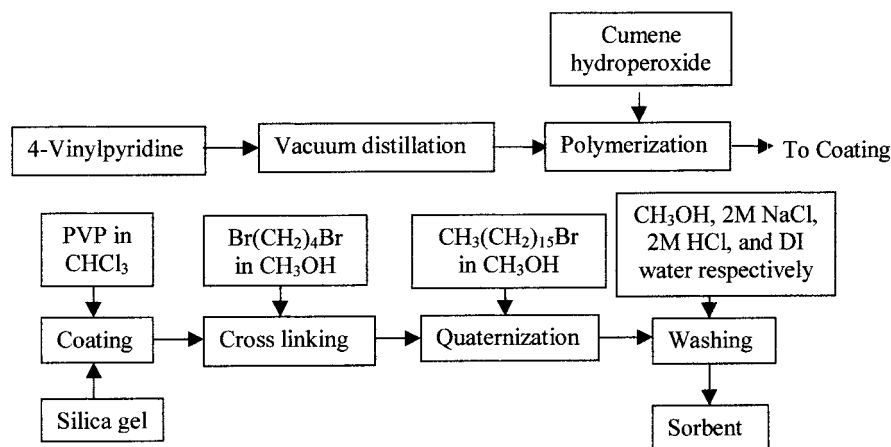 Cumene
hydroperoxide
4-Vinylpyridine
Vacuum distillation
Polymerization
To Coating
PVP in
CHCl₃
Br(CH₂)₄Br
in CH₃OH
CH₃(CH₂)₁₅Br
in CH₃OH
CH₃OH, 2M NaCl,
2M HCl, and DI
water respectively
Coating
Cross linking
Quaternization
Washing
Silica gel
Sorbent